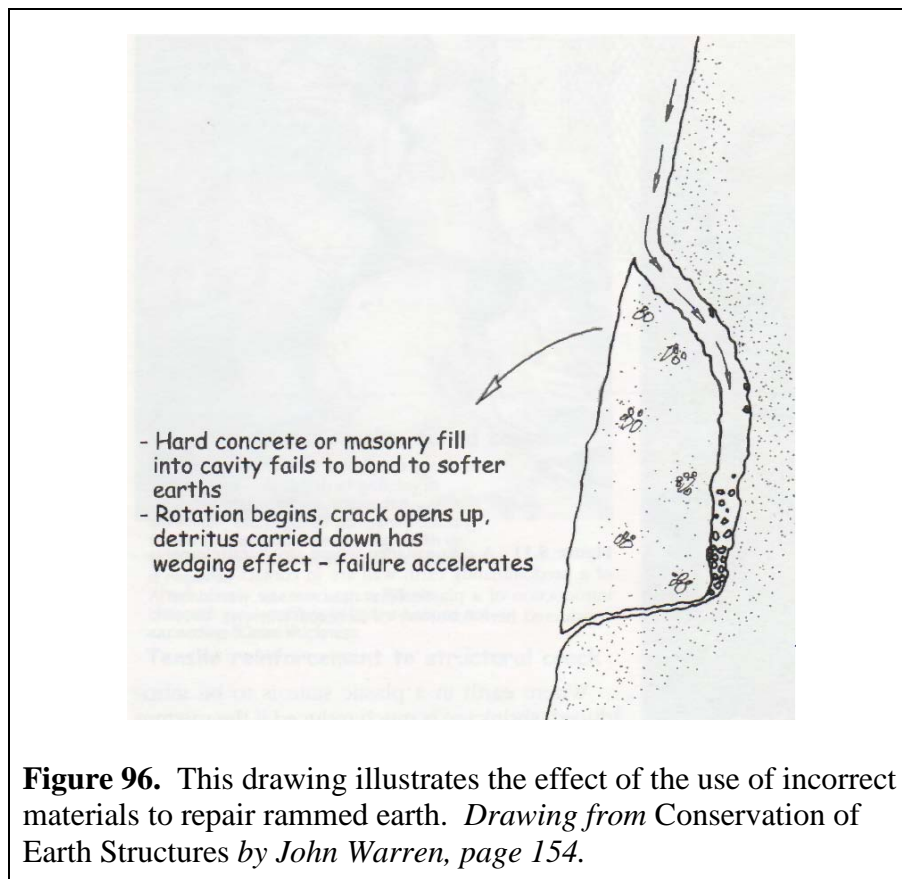 - Hard concrete or masonry fill
into cavity fails to bond to softer
earths
- Rotation begins, crack opens up,
detritus carried down has
wedging effect – failure accelerates
Figure 96. This drawing illustrates the effect of the use of incorrect
materials to repair rammed earth. Drawing from Conservation of
Earth Structures by John Warren, page 154.